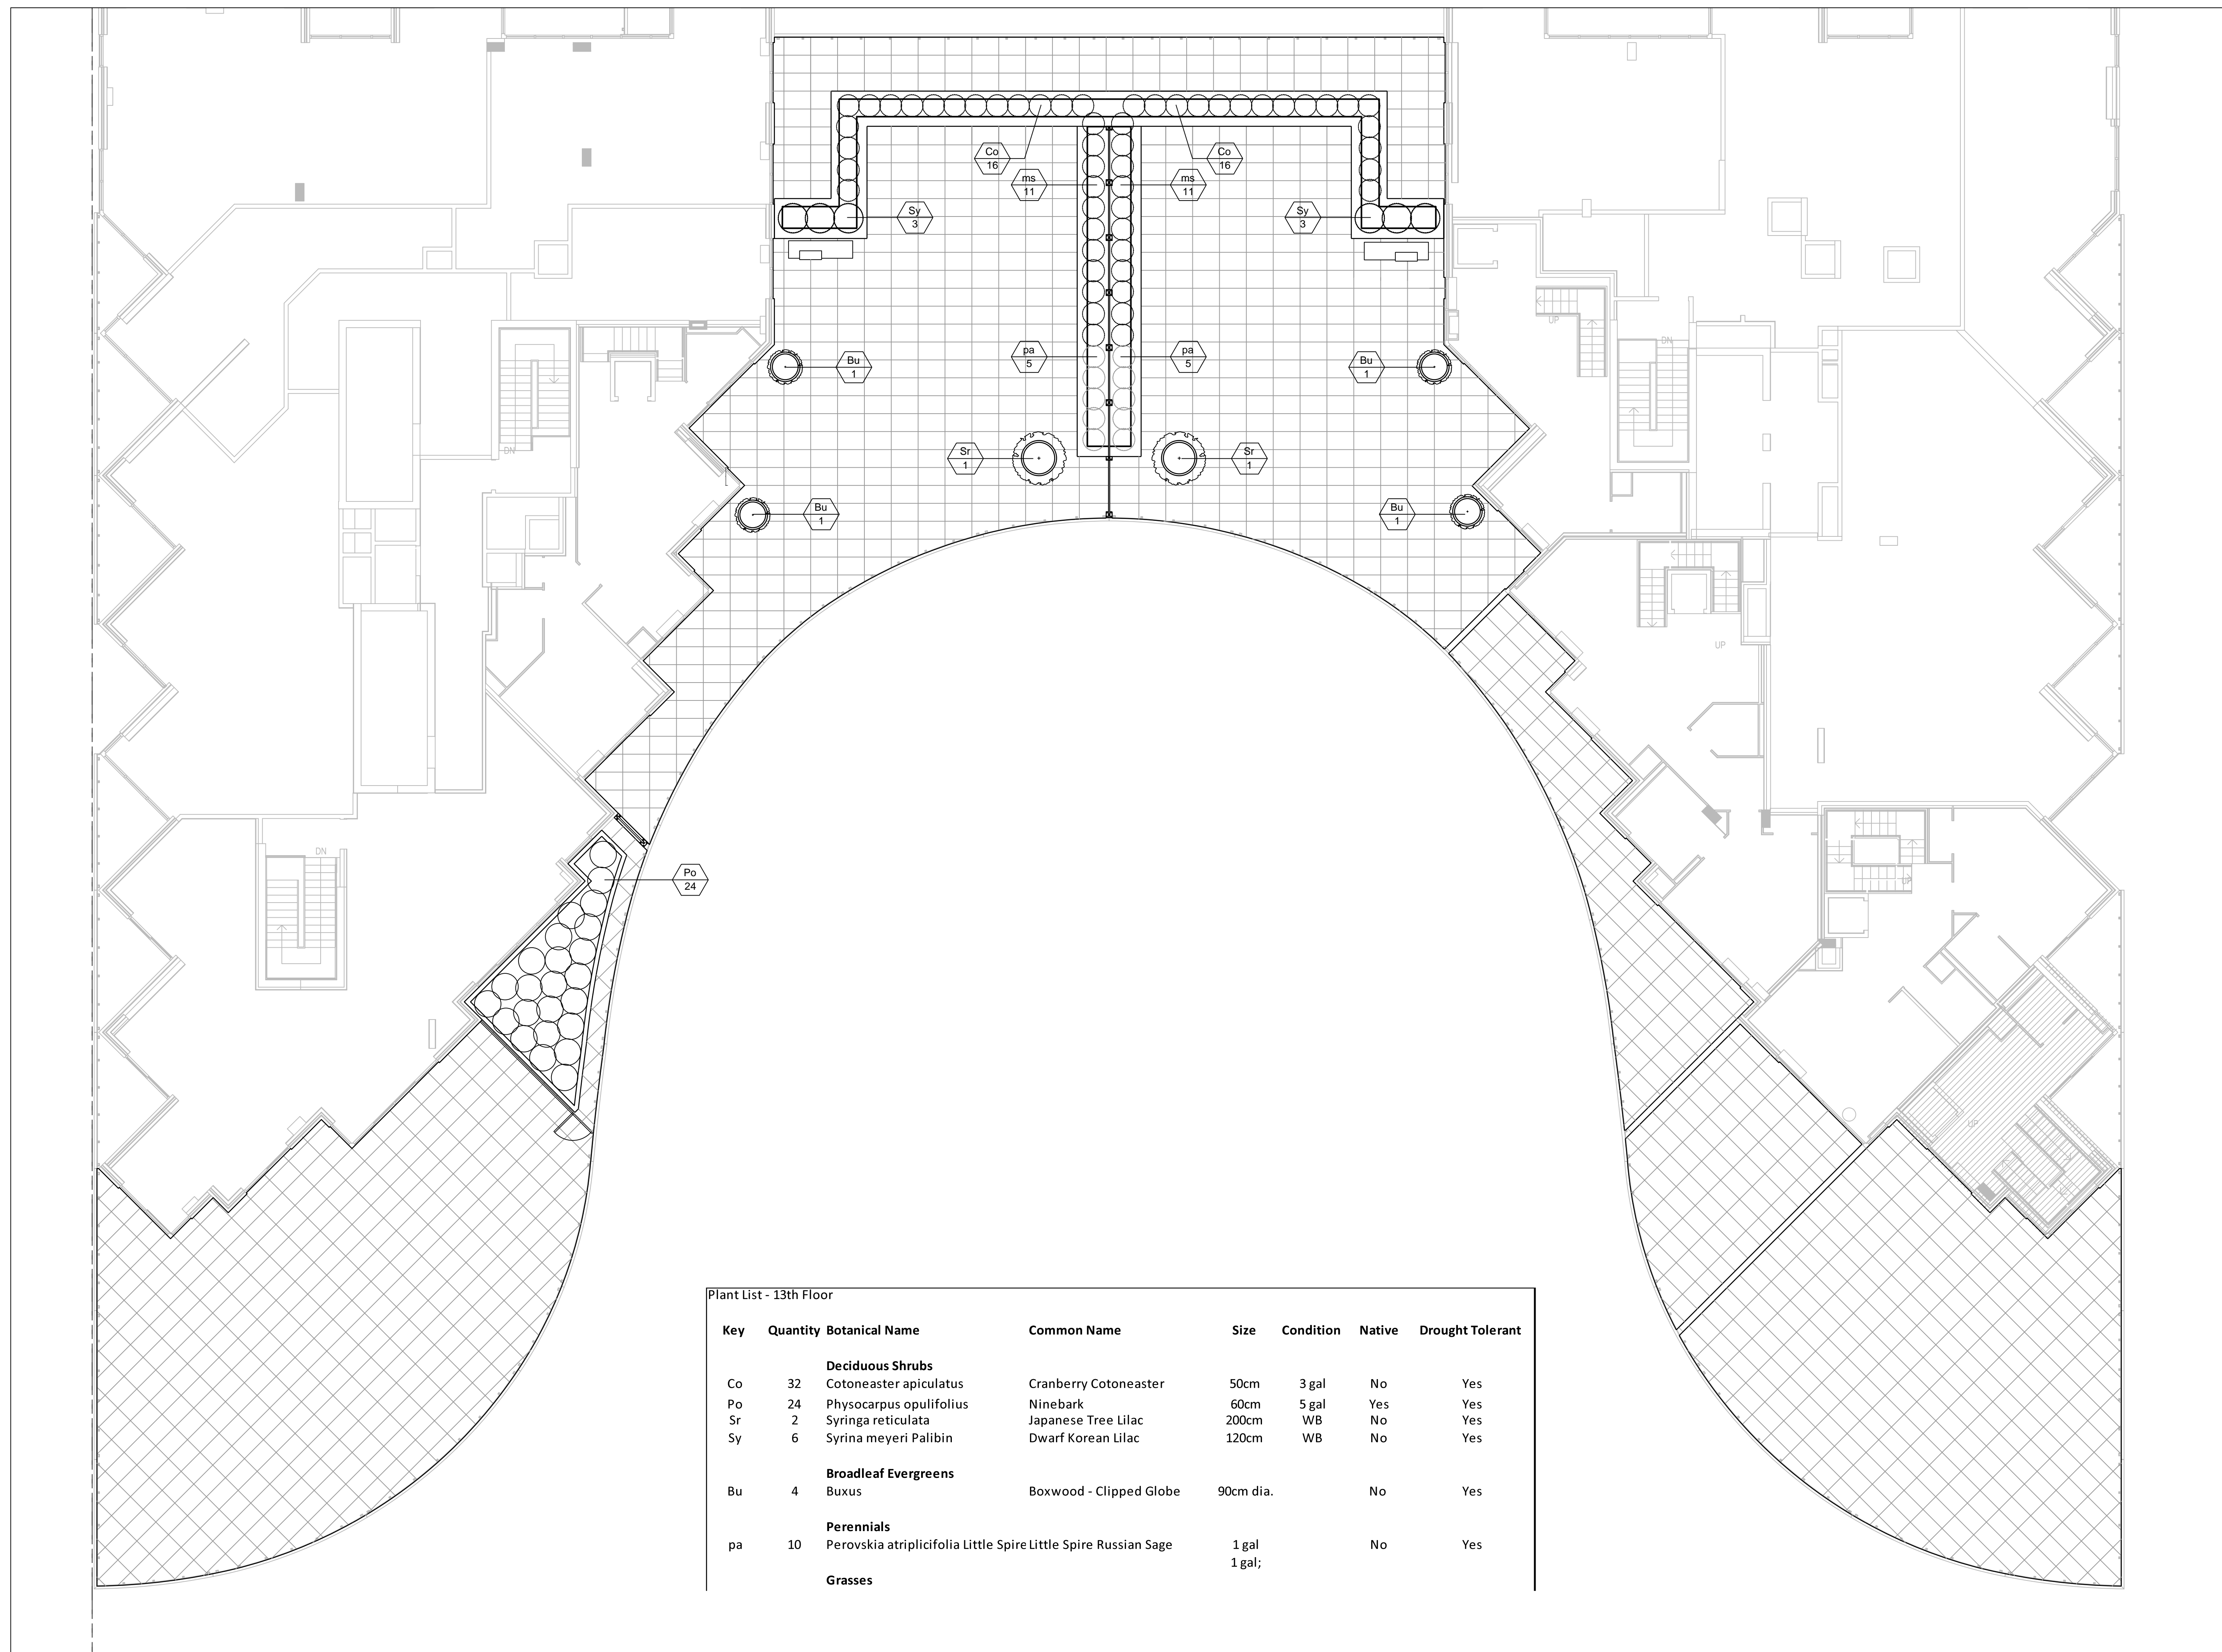 Co
16
Co
16
ms
11
ms
11
Sy
3
Sy
3
UP
DN
pa
5
pa
5
Bu
1
Bu
1
DN
Sr
1
Sr
1
Bu
1
Bu
1
UP
DN
Po
24
UP
UP
Plant List - 13th Floor
Key Quantity Botanical Name Common Name Size Condition Native Drought Tolerant
Deciduous Shrubs
Co 32 Cotoneaster apiculatus Cranberry Cotoneaster 50cm 3 gal No Yes
Po 24 Physocarpus opulifolius Ninebark 60cm 5 gal Yes Yes
Sr 2 Syringa reticulata Japanese Tree Lilac 200cm WB No Yes
Sy 6 Syrina meyeri Palibin Dwarf Korean Lilac 120cm WB No Yes
Broadleaf Evergreens
Bu 4 Buxus Boxwood - Clipped Globe 90cm dia. No Yes
Perennials
pa 10 Perovskia atriplicifolia Little Spire Little Spire Russian Sage 1 gal No Yes
1 gal;
Grasses